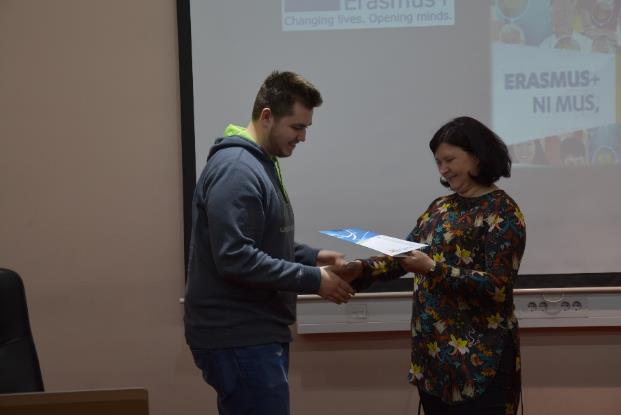 Erasmus+
Changing lives. Opening minds.
ERASMUS+
NI MUS,